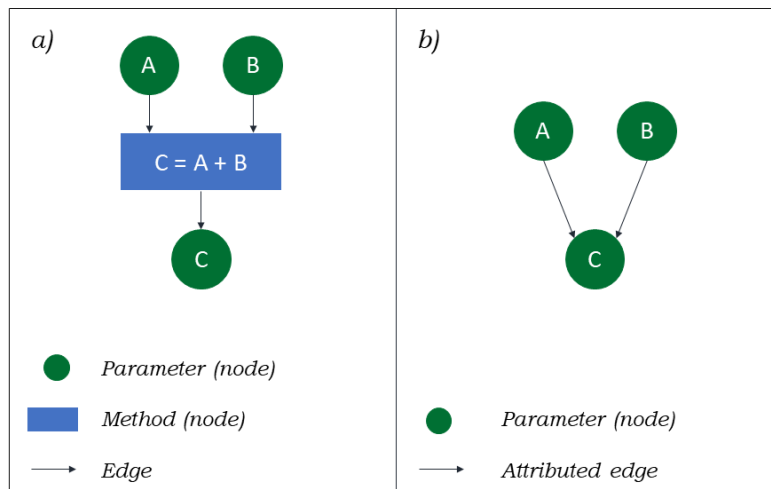 a)
A
B
C = A + B
C
Parameter (node)
Method (node)
Edge
b)
A
B
C
Parameter (node)
Attributed edge